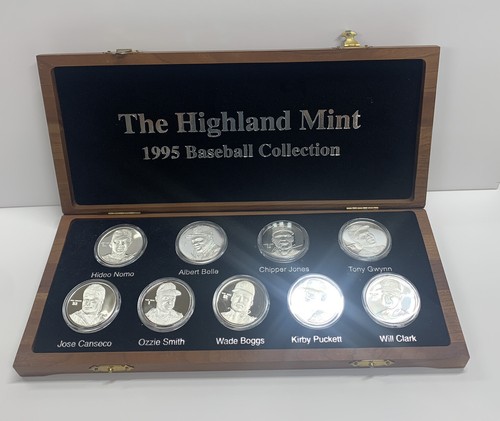 The Highland Mint
1995 Baseball Collection
Hideo Nomo
Albert Belle
Chipper Jones
Tony Gwynn
Jose Canseco
Ozzie Smith
Wade Boggs
Kirby Puckett
Will Clark